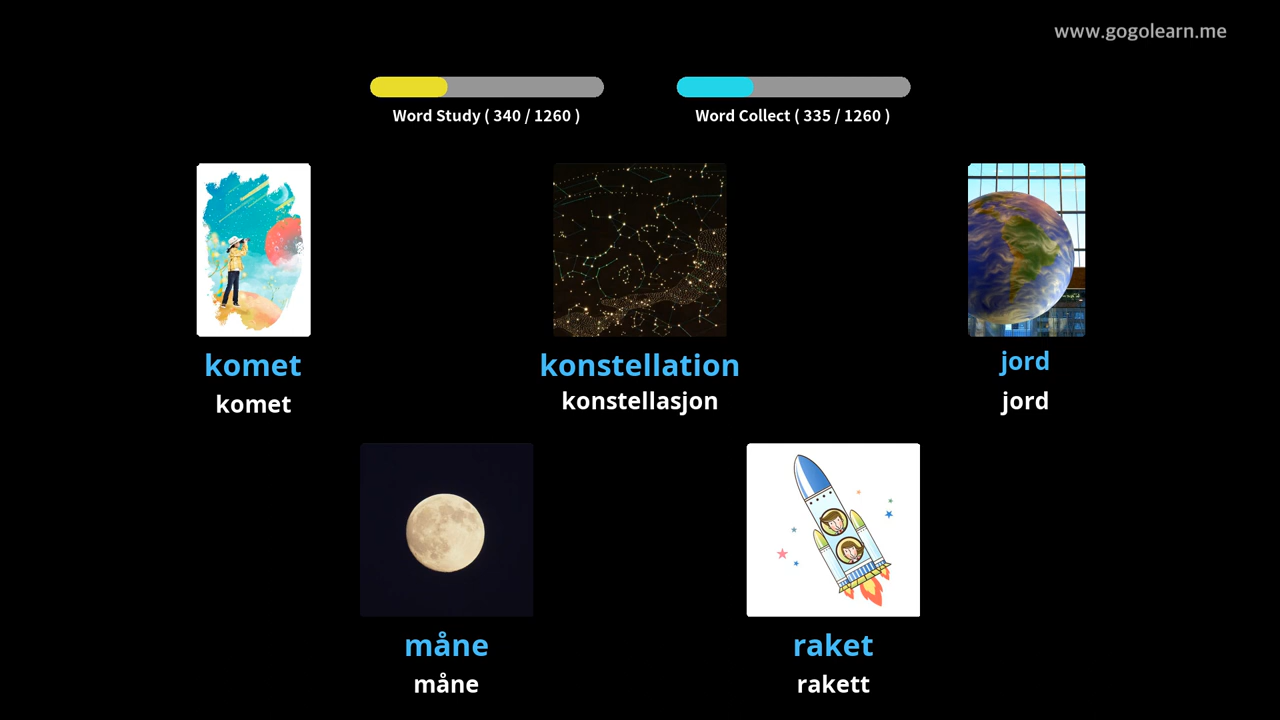 www.gogolearn.me
Word Study ( 340 / 1260 )
Word Collect ( 335 / 1260 )
komet
komet
konstellation
konstellasjon
jord
jord
måne
måne
raket
rakett